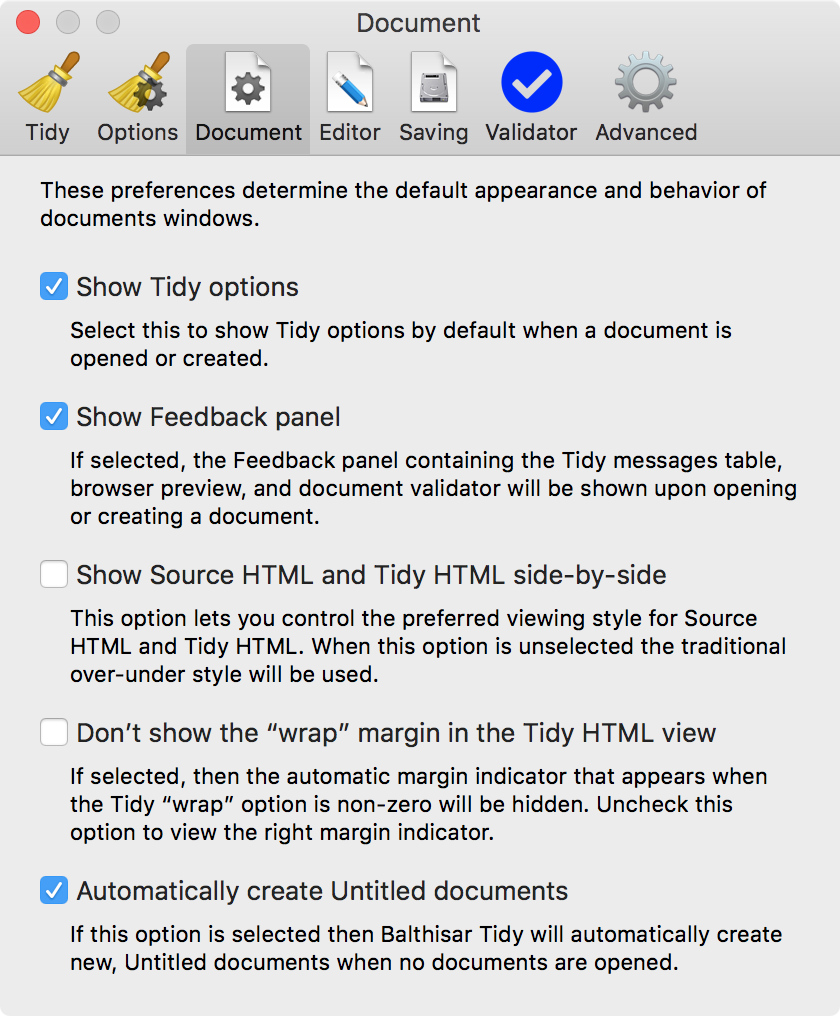 Document
Tidy Options Document Editor Saving Validator Advanced
These preferences determine the default appearance and behavior of
documents windows.
Show Tidy options
Select this to show Tidy options by default when a document is
opened or created.
Show Feedback panel
If selected, the Feedback panel containing the Tidy messages table,
browser preview, and document validator will be shown upon opening
or creating a document.
Show Source HTML and Tidy HTML side-by-side
This option lets you control the preferred viewing style for Source
HTML and Tidy HTML. When this option is unselected the traditional
over-under style will be used.
Don’t show the “wrap” margin in the Tidy HTML view
If selected, then the automatic margin indicator that appears when
the Tidy “wrap” option is non-zero will be hidden. Uncheck this
option to view the right margin indicator.
Automatically create Untitled documents
If this option is selected then Balthisar Tidy will automatically create
new, Untitled documents when no documents are opened.